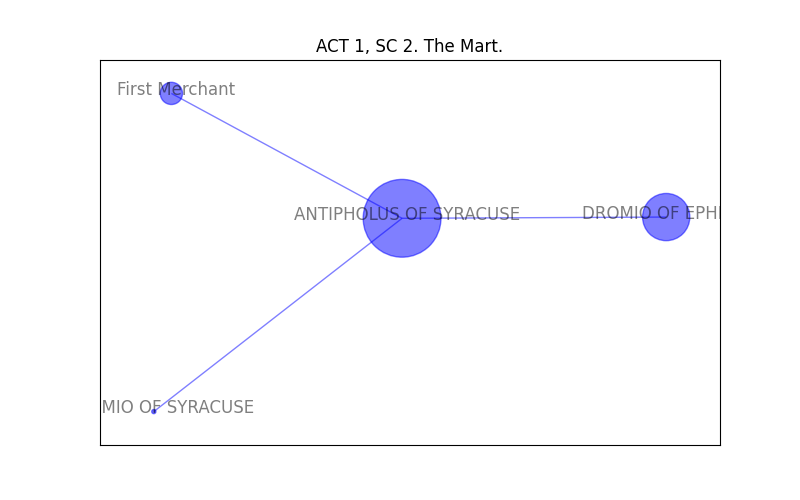 ACT 1, SC 2. The Mart.
First Merchant
ANTIPHOLUS OF SYRACUSE
DROMIO OF EPH
MIO OF SYRACUSE